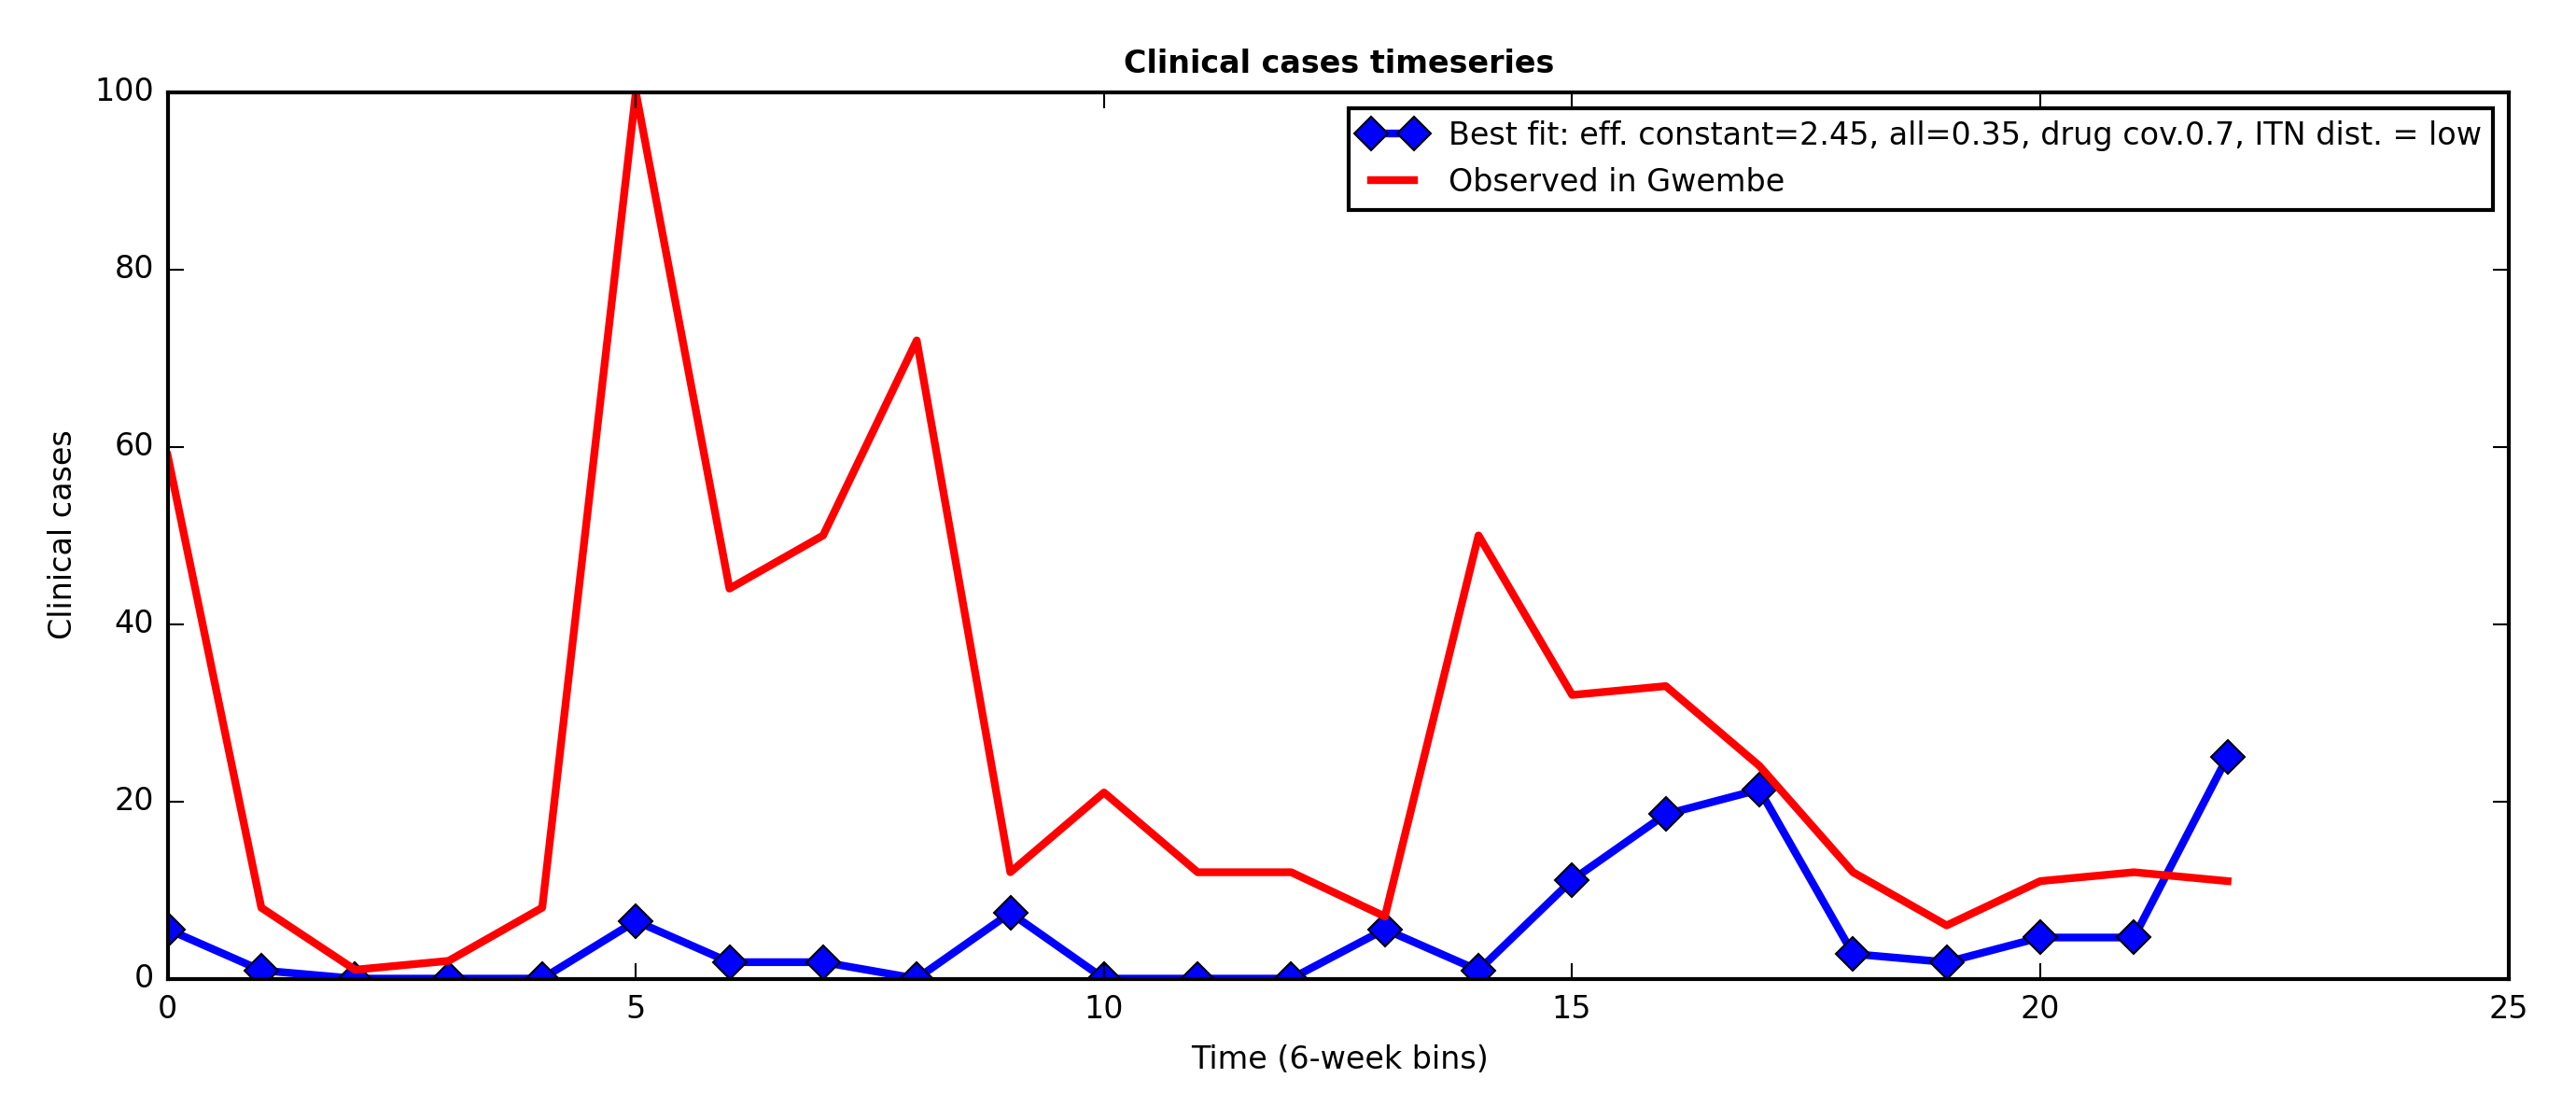 Clinical cases timeseries
100
80
60
40
20
0
Clinical cases
Best fit: eff. constant=2.45, all=0.35, drug cov.0.7, ITN dist. = low
Observed in Gwembe
0 5 10 15 20 25
Time (6-week bins)